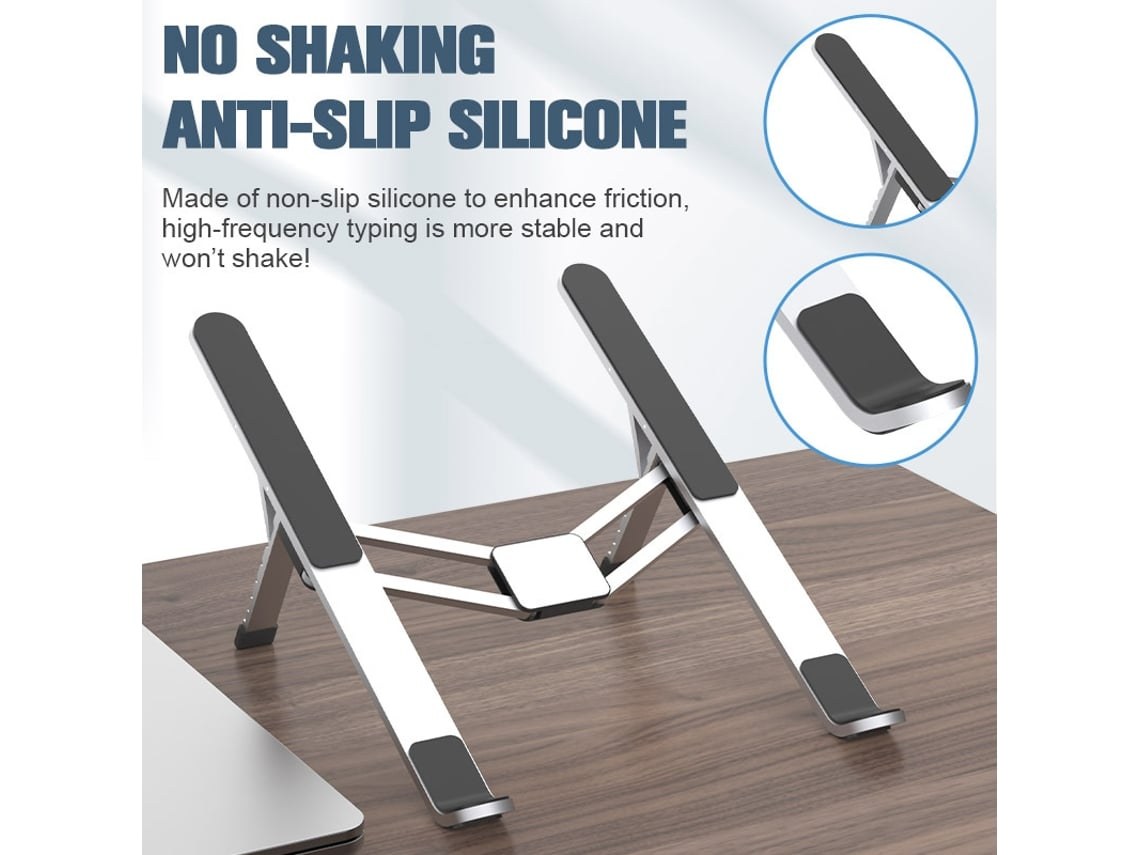 NO SHAKING
ANTI-SLIP SILICONE
Made of non-slip silicone to enhance friction,
high-frequency typing is more stable and
won’t shake!